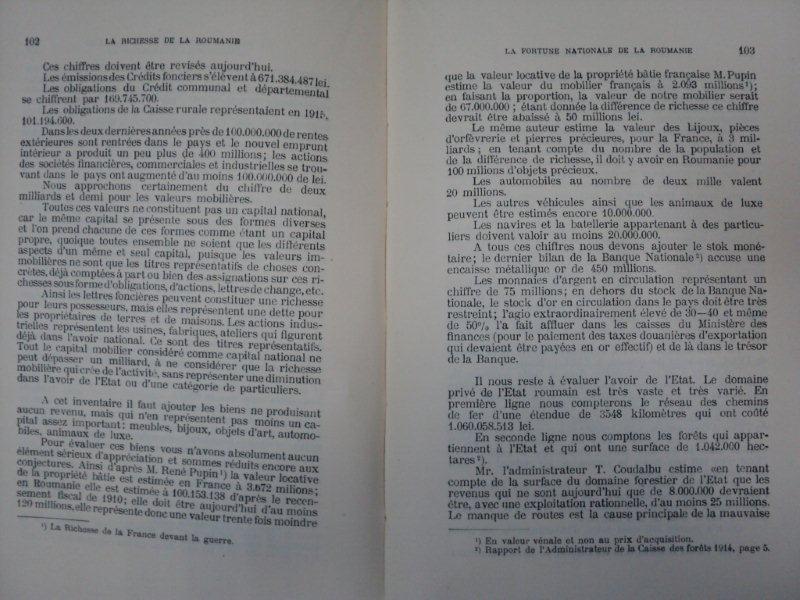 102
LA RICHESSE DE LA ROUMANIE
Ces chiffres doivent être revisés aujourd'hui.
Les émissions des Crédits fonciers s'élèvent à 671.384.487 lei.
Les obligations du Crédit communal et départemental
se chiffrent par 169.745.700.
Les obligations de la Caisse rurale représentaient en 1915,
101.194.600.
Dans les deux dernières années près de 100.000.000 de rentes
extérieures sont rentrées dans le pays et le nouvel emprunt
intérieur a produit un peu plus de 400 millions; les actions
des sociétés financières, commerciales et industrielles se trou-
vant dans le pays ont augmenté d'au moins 100.000.000 de lei.
Nous approchons certainement du chiffre de deux
milliards et demi pour les valeurs mobilières.
Toutes ces valeurs ne constituent pas un capital national,
car le même capital se présente sous des formes diverses
et l'on prend chacune de ces formes comme étant un capital
propre, quoique toutes ensemble ne soient que les différents
aspects d'un même et seul capital, puisque les valeurs im-
mobilières ne sont que les titres représentatifs de choses con-
crètes, déjà comptées à part ou bien des assignations sur ces ri-
chesses sous forme d'obligations, d'actions, lettres de change, etc.
Ainsi les lettres foncières peuvent constituer une richesse
pour leurs possesseurs, mais elles représentent une dette pour
les propriétaires de terres et de maisons. Les actions indus-
trielles représentent les usines, fabriques, ateliers qui figurent
déjà dans l'avoir national. Ce sont des titres représentatifs.
Tout le capital mobilier considéré comme capital national ne
peut dépasser un milliard, à ne considérer que la richesse
mobilière qui crée de l'activité, sans représenter une diminution
dans l'avoir de l'Etat ou d'une catégorie de particuliers.
A cet inventaire il faut ajouter les biens ne produisant
aucun revenu, mais qui n'en représentent pas moins un ca-
pital assez important: meubles, bijoux, objets d'art, automo-
biles, animaux de luxe.
Pour évaluer ces biens nous n'avons absolument aucun
élément sérieux d'appréciation et sommes réduits encore aux
conjectures. Ainsi d'après M. René Pupin ¹) la valeur locative
de la propriété bâtie est estimée en France à 3.672 millions;
en Roumanie elle est estimée à 100.153.138 d'après le recen-
sement fiscal de 1910; elle doit être aujourd'hui d'au moins
120 millions, elle représente donc une valeur trente fois moindre
¹) La Richesse de la France devant la guerre.
LA FORTUNE NATIONALE DE LA ROUMANIE
103
que la valeur locative de la propriété bâtie française M. Pupin
estime la valeur du mobilier français à 2.093 millions ¹);
en faisant la proportion, la valeur de notre mobilier serait
de 67.000.000 ; étant donnée la différence de richesse ce chiffre
devrait être abaissé à 50 millions lei.
Le même auteur estime la valeur des bijoux, pièces
d'orfèvrerie et pierres précieures, pour la France, à 3 mil-
liards ; en tenant compte du nombre de la population et
de la différence de richesse, il doit y avoir en Roumanie pour
100 milions d'objets précieux.
Les automobiles au nombre de deux mille valent
20 millions.
Les autres véhicules ainsi que les animaux de luxe
peuvent être estimés encore 10.000.000.
Les navires et la batellerie appartenant à des particu-
liers doivent valoir au moins 20.000.000.
A tous ces chiffres nous devons ajouter le stok moné-
taire ; le dernier bilan de la Banque Nationale ²) accuse une
encaisse métallique or de 450 millions.
Les monnaies d'argent en circulation représentant un
chiffre de 75 millions ; en dehors du stock de la Banque Na-
tionale, le stock d'or en circulation dans le pays doit être très
restreint ; l'agio extraordinairement élevé de 30—40 et même
de 50% l'a fait affluer dans les caisses du Ministère des
finances (pour le paiement des taxes douanières d'exportation
qui devaient être payées en or effectif) et de là dans le trésor
de la Banque.
Il nous reste à évaluer l'avoir de l'Etat. Le domaine
privé de l'Etat roumain est très vaste et très varié. En
première ligne nous compterons le réseau des chemins
de fer d'une étendue de 3548 kilomètres qui ont coûté
1.060.058.513 lei.
En seconde ligne nous comptons les forêts qui appar-
tiennent à l'Etat et qui ont une surface de 1.042.000 hec-
tares ²).
Mr. l'administrateur T. Coudalbu estime «en tenant
compte de la surface du domaine forestier de l'Etat que les
revenus qui ne sont aujourd'hui que de 8.000.000 devraient
être, avec une exploitation rationnelle, d'au moins 25 millions.
Le manque de routes est la cause principale de la mauvaise
¹) En valeur vénale et non au prix d'acquisition.
²) Rapport de l'Administrateur de la Caisse des forêts 1914, page 5.